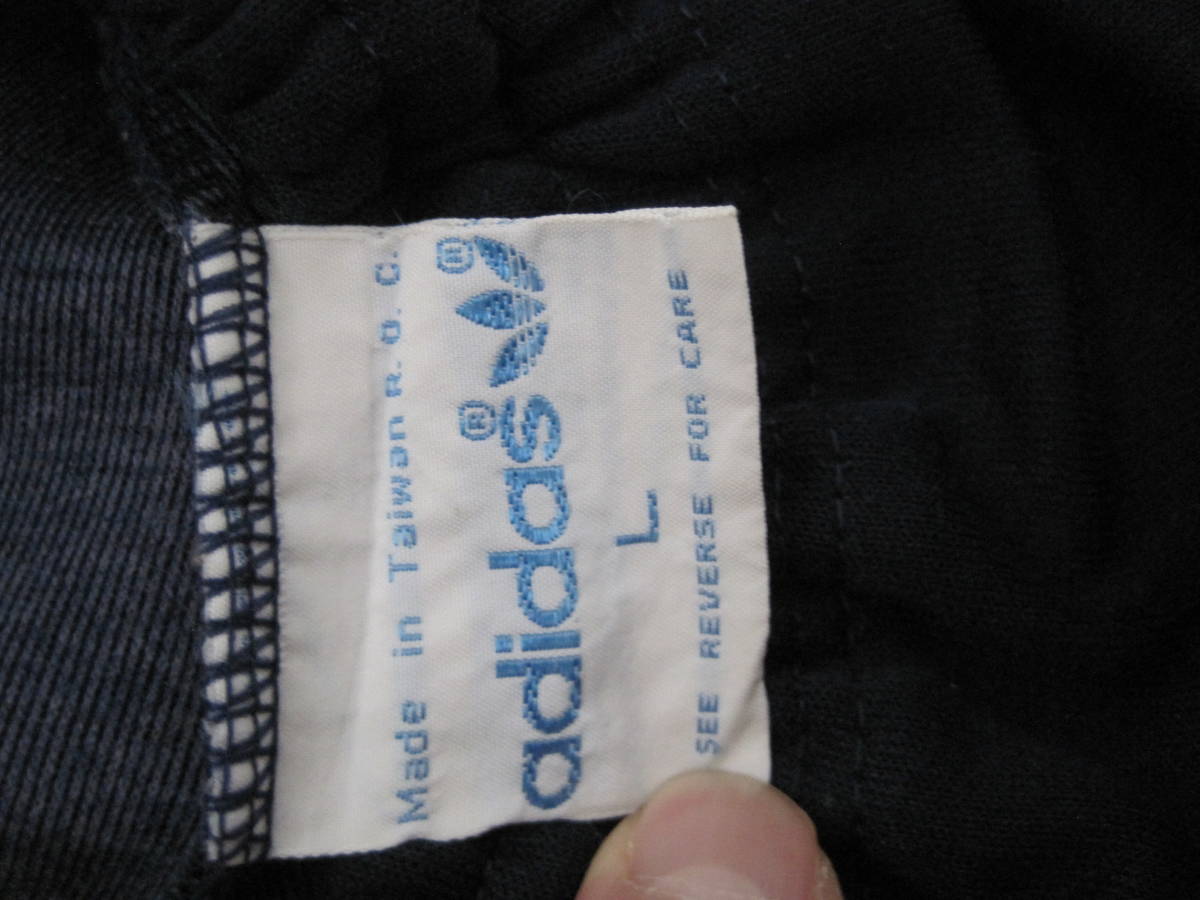 Made in Taiwan R. O. C.
adidas® ®
L
SEE REVERSE FOR CARE